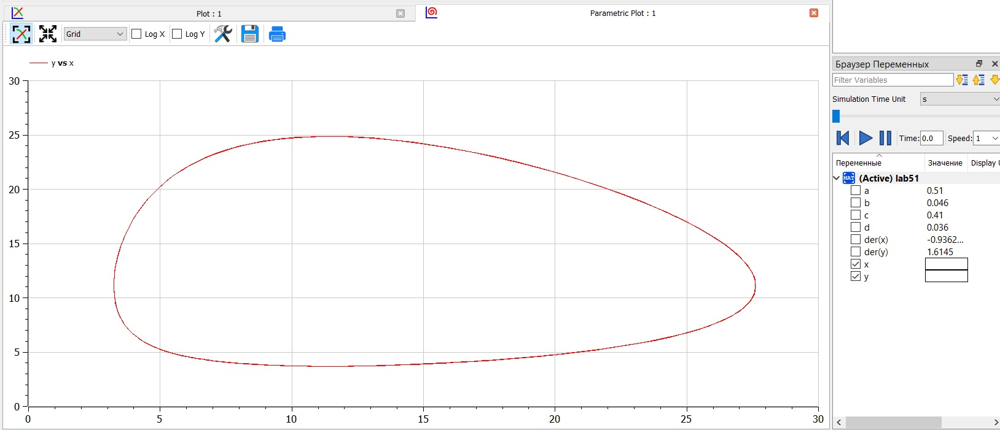 Plot : 1
Parametric Plot : 1
Grid
Log X
Log Y
y vs x
30
25
20
15
10
5
0
0 5 10 15 20 25 30
Браузер Переменных
Filter Variables
Simulation Time Unit s
Time: 0.0 Speed: 1
Переменные Значение Display
MAT (Active) lab51
a 0.51
b 0.046
c 0.41
d 0.036
der(x) -0.9362...
der(y) 1.6145
x
y